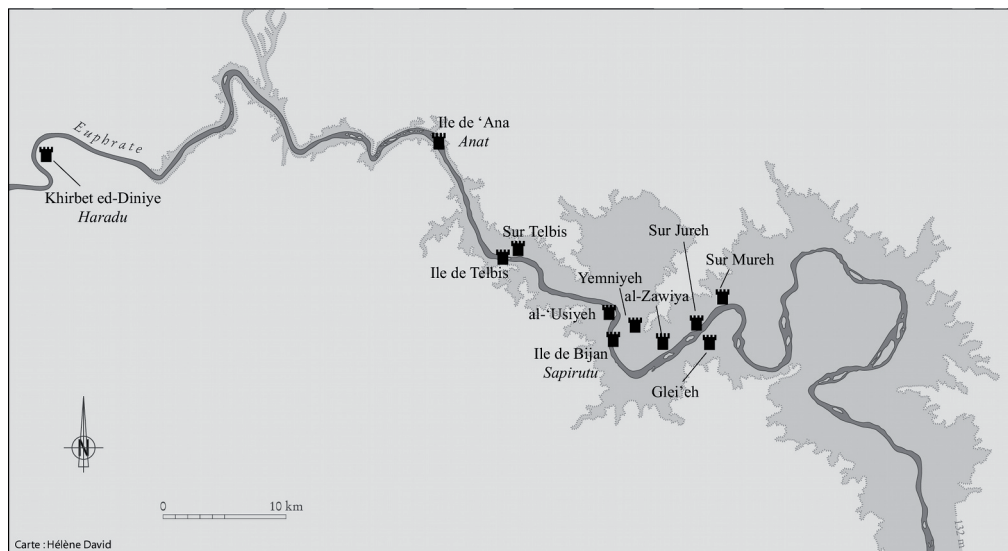 Euphrate
Khirbet ed-Diniye
Haradu
Ile de ‘Ana
Anat
Sur Telbis
Ile de Telbis
Sur Jureh
Sur Mureh
Yemniyeh
al-Zawiya
al-‘Usiyeh
Ile de Bijan
Sapirutu
Glei’eh
N
0 10 km
132 m
Carte : Hélène David